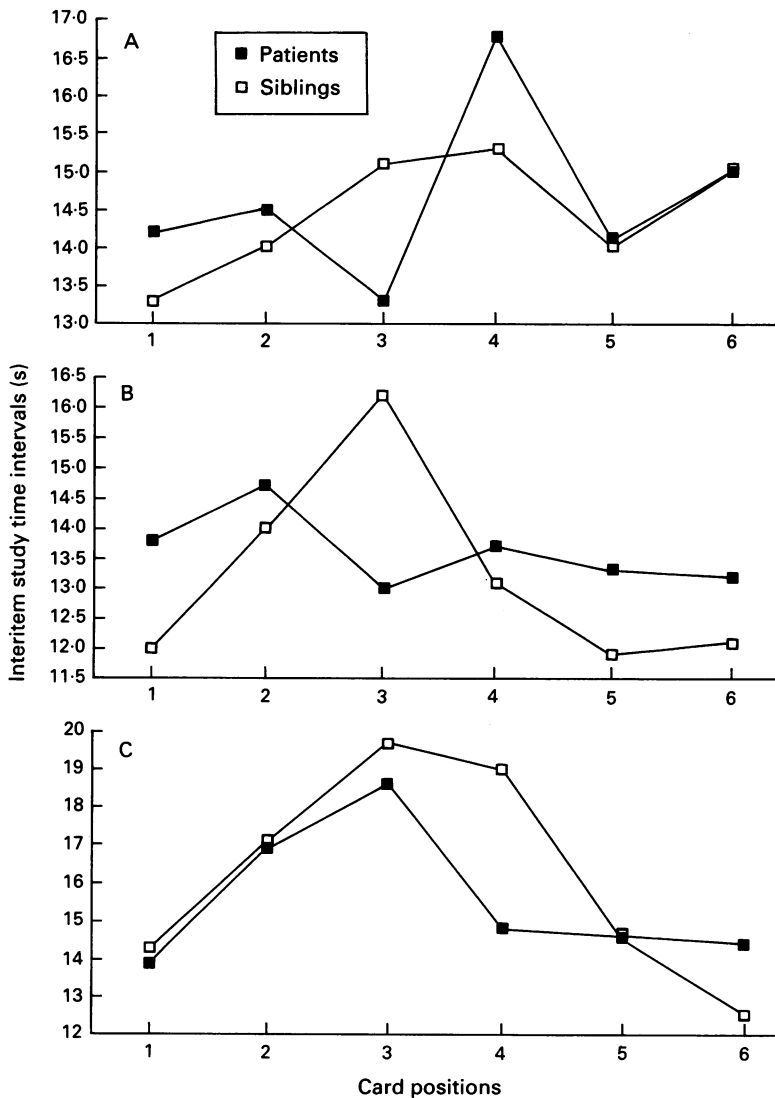 17·0
16·5
16·0
15·5
15·0
14·5
14·0
13·5
13·0
A
Patients
Siblings
1 2 3 4 5 6
Interitem study time intervals (s)
16·5
16·0
15·5
15·0
14·5
14·0
13·5
13·0
12·5
12·0
11·5
B
1 2 3 4 5 6
20
19
18
17
16
15
14
13
12
C
1 2 3 4 5 6
Card positions